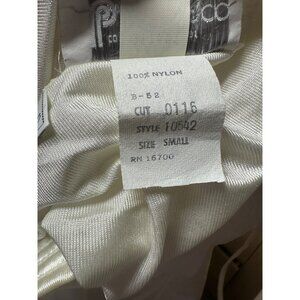 100% NYLON
B-52
CUT 0116
STYLE 10542
SIZE SMALL
RN 16700